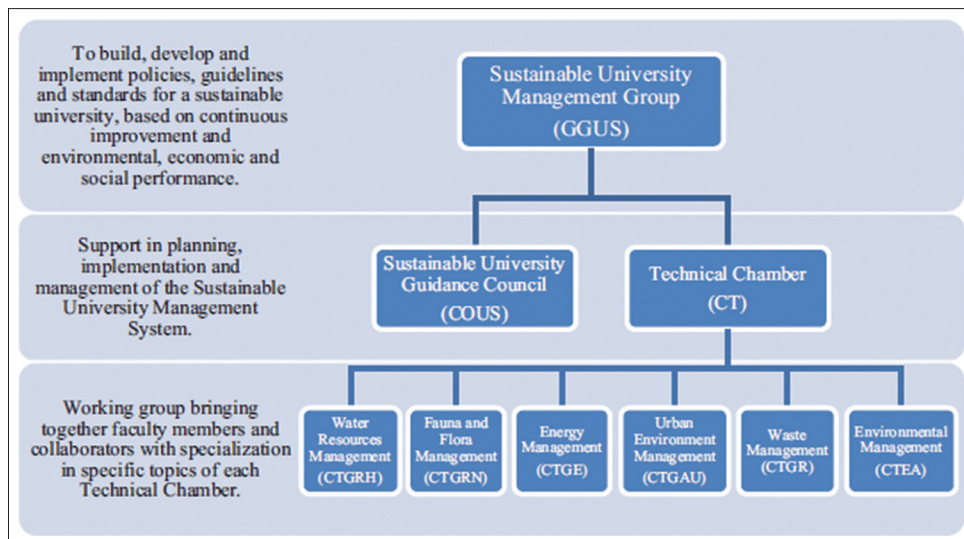 To build, develop and
implement policies, guidelines
and standards for a sustainable
university, based on continuous
improvement and
environmental, economic and
social performance.
Sustainable University
Management Group
(GGUS)
Support in planning,
implementation and
management of the Sustainable
University Management
System.
Sustainable University
Guidance Council
(COUS)
Technical Chamber
(CT)
Working group bringing
together faculty members and
collaborators with specialization
in specific topics of each
Technical Chamber.
Water
Resources
Management
(CTGRH)
Fauna and
Flora
Management
(CTGRN)
Energy
Management
(CTGE)
Urban
Environment
Management
(CTGAU)
Waste
Management
(CTGR)
Environmental
Management
(CTEA)